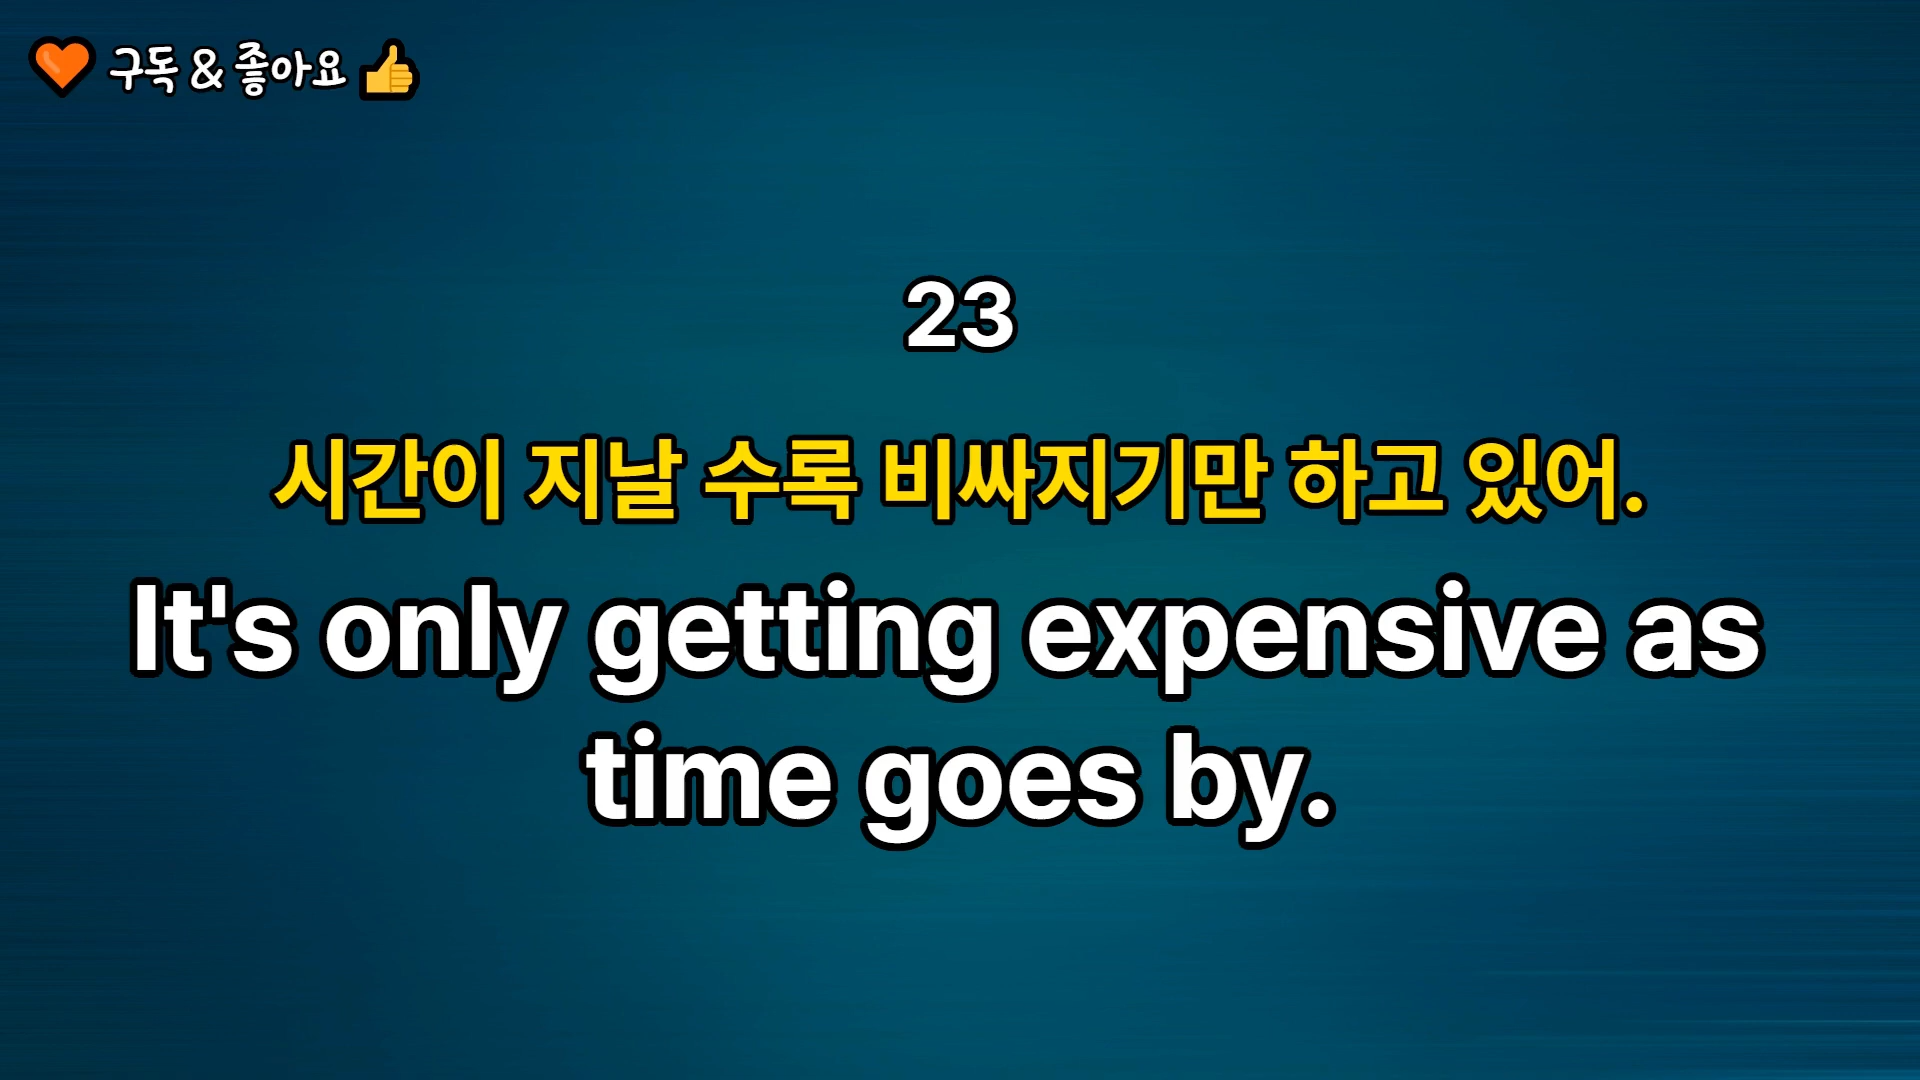 구독 & 좋아요
23
시간이 지날 수록 비싸지기만 하고 있어.
It's only getting expensive as
time goes by.